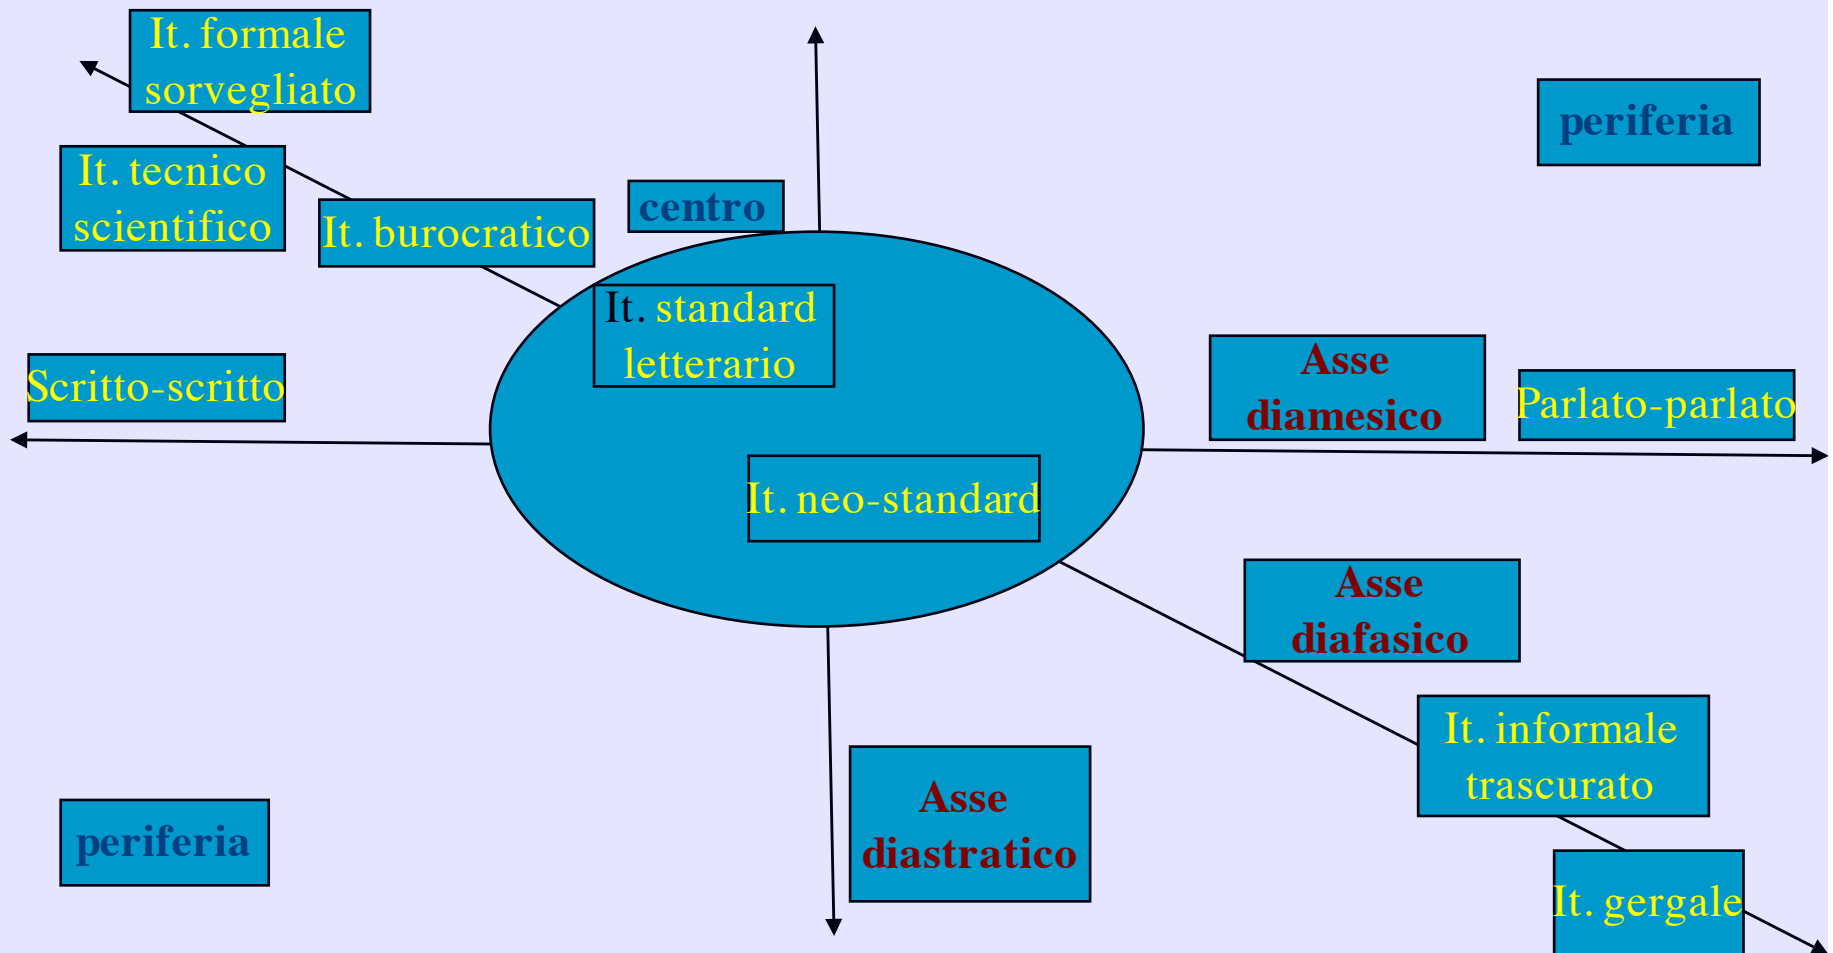 It. formale
sorvegliato
periferia
It. tecnico
scientifico
centro
It. burocratico
It. standard
letterario
Scritto-scritto
Asse
diamesico
Parlato-parlato
It. neo-standard
Asse
diafasico
It. informale
trascurato
Asse
diastratico
periferia
It. gergale